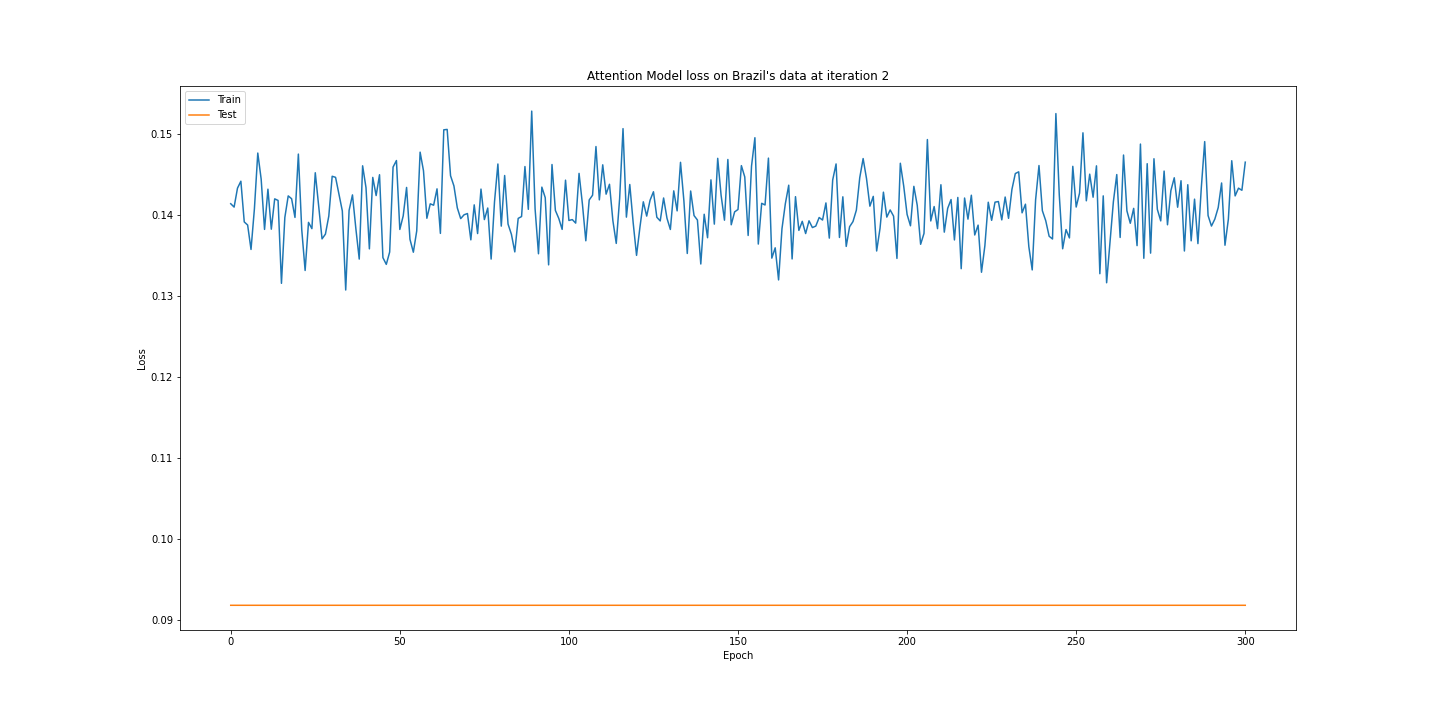 Attention Model loss on Brazil's data at iteration 2
Train
Test
0.15
0.14
0.13
0.12
0.11
0.10
0.09
Loss
0
50
100
150
200
250
300
Epoch